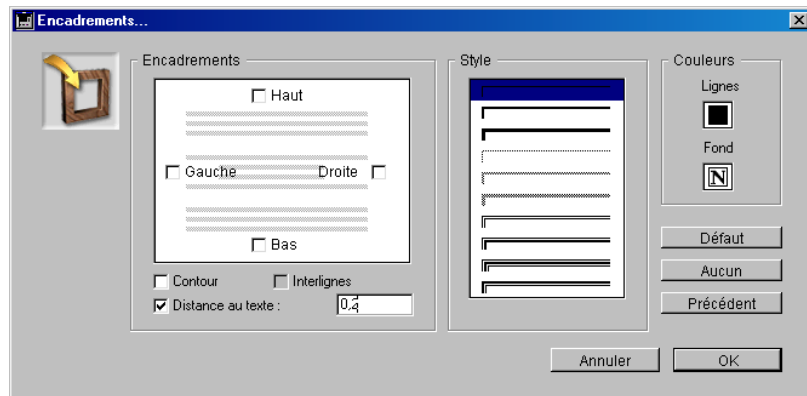 Encadrements...
Encadrements
Haut
Gauche
Droite
Bas
Contour
Interlignes
Distance au texte :
0,2
Style
Couleurs
Lignes
Fond
N
Défaut
Aucun
Précédent
Annuler
OK